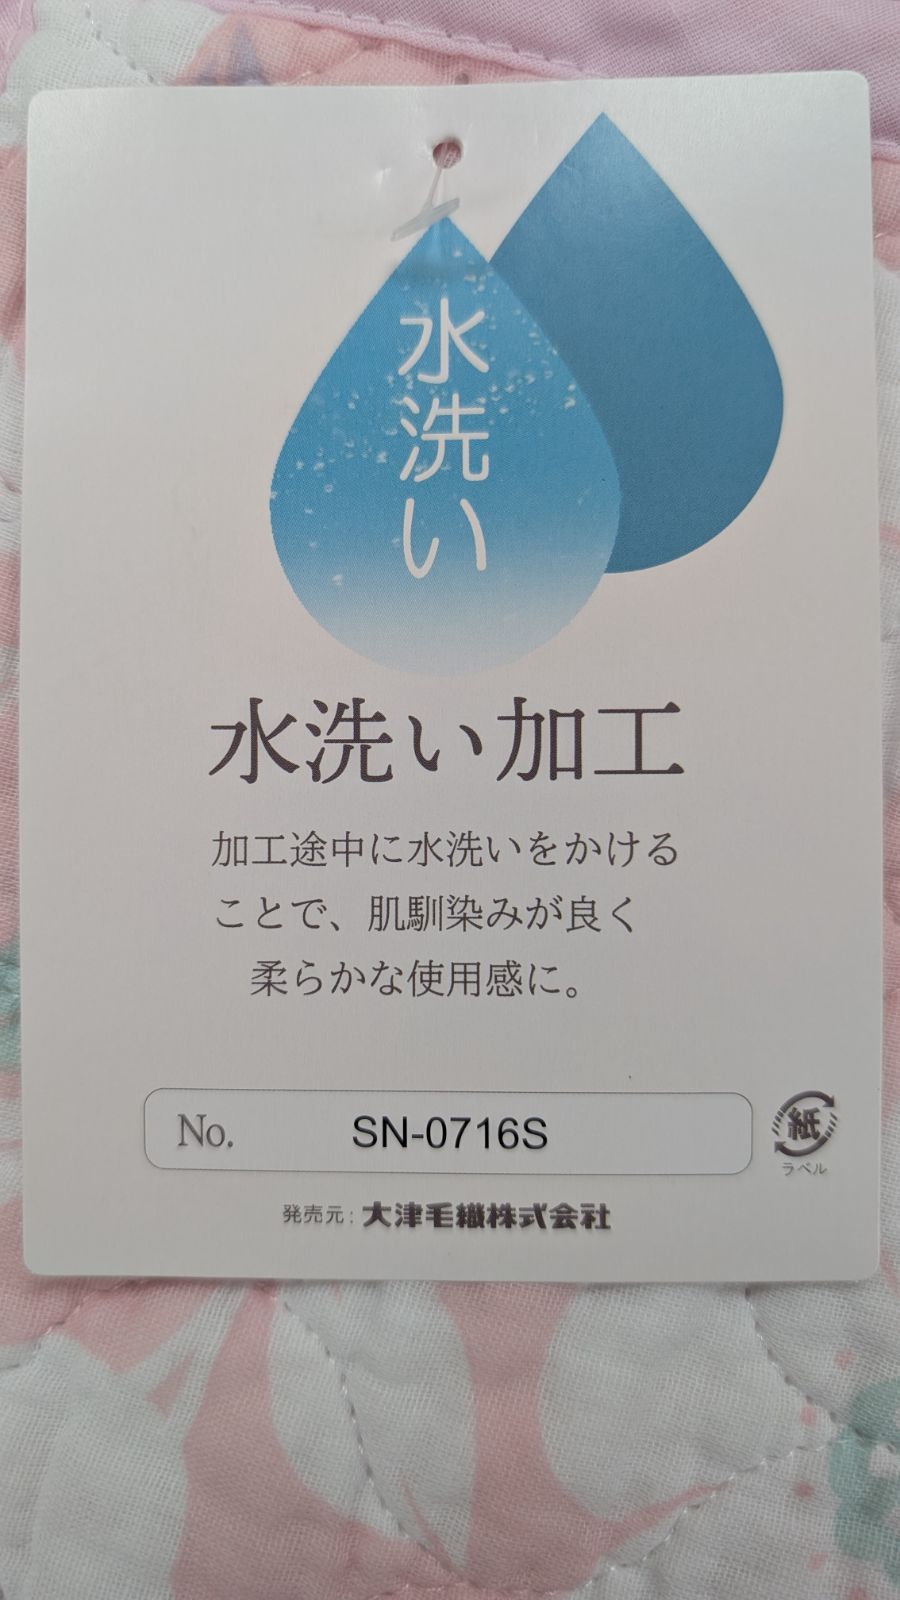 水洗い
水洗い加工
加工途中に水洗いをかける
ことで、肌馴染みが良く
柔らかな使用感に。
No. SN-0716S
紙
ラベル
発売元:大津毛織株式会社